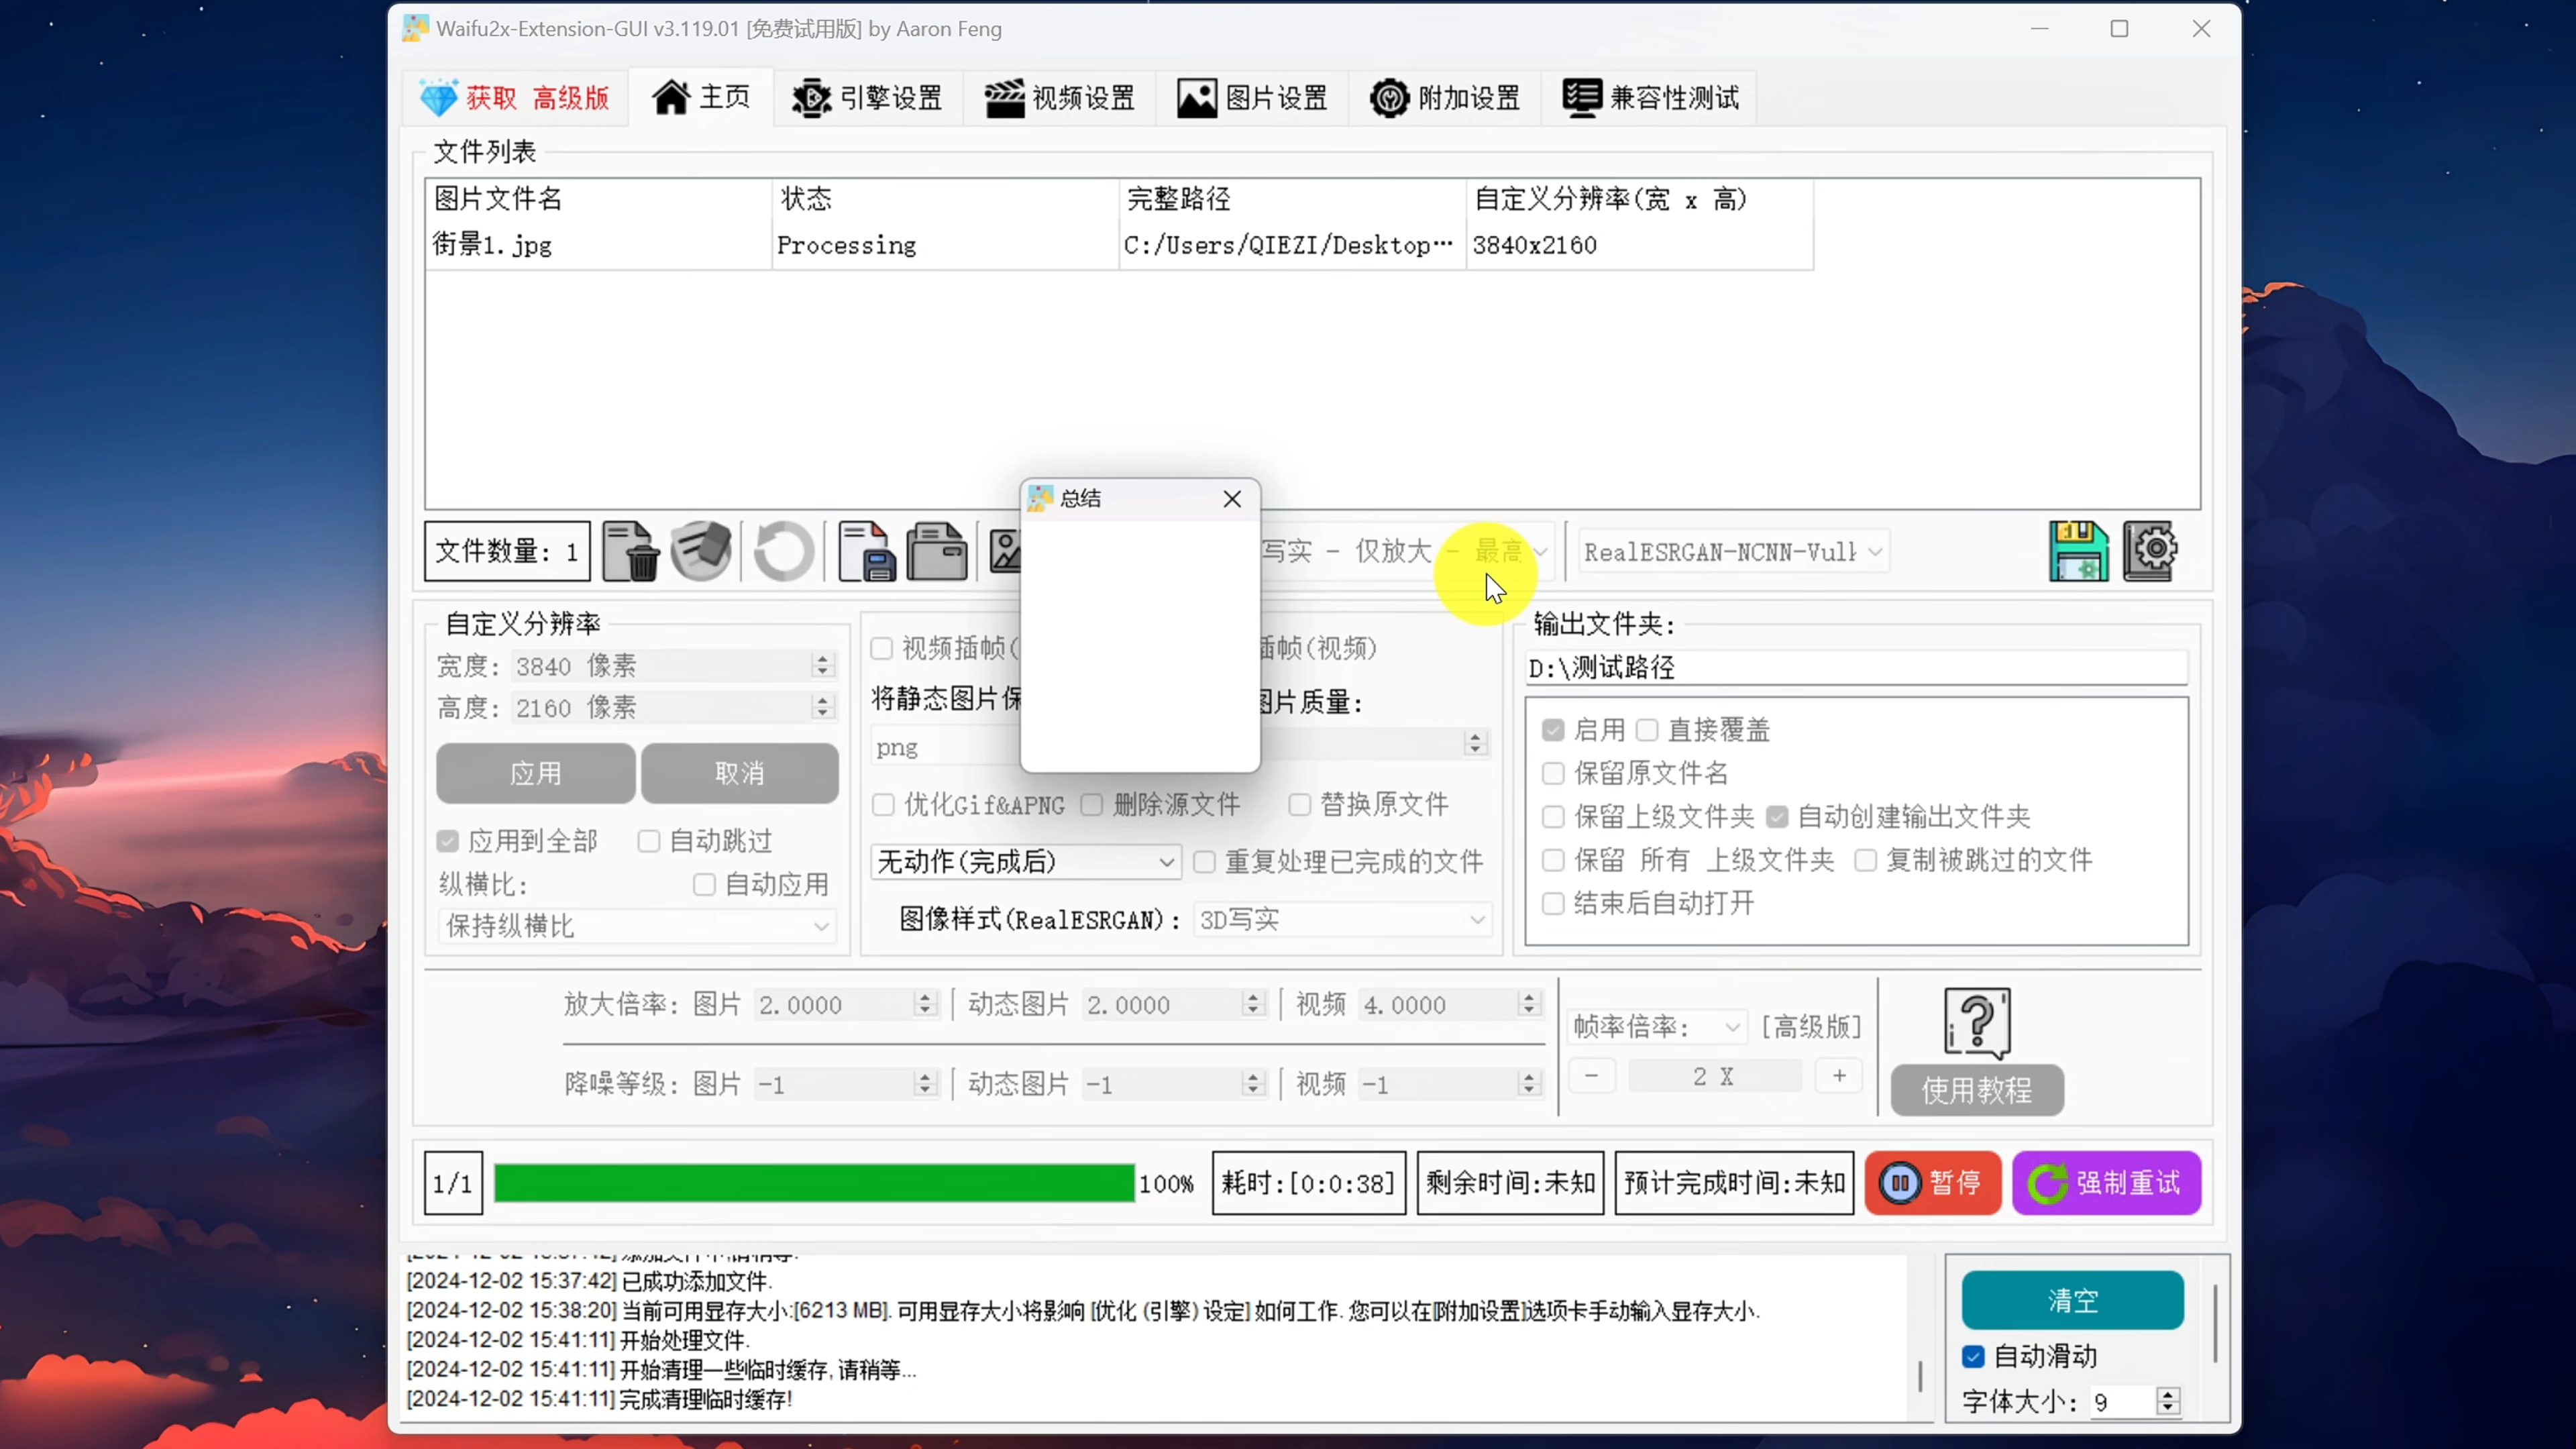 Waifu2x-Extension-GUI v3.119.01 [免费试用版] by Aaron Feng
获取 高级版 主页 引擎设置 视频设置 图片设置 附加设置 兼容性测试
文件列表
图片文件名 状态 完整路径 自定义分辨率(宽 x 高)
街景1.jpg Processing C:/Users/QIEZI/Desktop… 3840x2160
总结
文件数量: 1 写实 - 仅放大 - 最高 RealESRGAN-NCNN-Vulk
自定义分辨率
宽度: 3840 像素
高度: 2160 像素
应用 取消
应用到全部 自动跳过
纵横比: 自动应用
保持纵横比
视频插帧( 插帧(视频)
将静态图片保 图片质量:
png
优化Gif&APNG 删除源文件 替换原文件
无动作(完成后) 重复处理已完成的文件
图像样式(RealESRGAN): 3D写实
输出文件夹:
D:\测试路径
启用 直接覆盖
保留原文件名
保留上级文件夹 自动创建输出文件夹
保留 所有 上级文件夹 复制被跳过的文件
结束后自动打开
放大倍率: 图片 2.0000 动态图片 2.0000 视频 4.0000
降噪等级: 图片 -1 动态图片 -1 视频 -1
帧率倍率: [高级版]
- 2 X +
使用教程
1/1 100% 耗时:[0:0:38] 剩余时间:未知 预计完成时间:未知 暂停 强制重试
[2024-12-02 15:37:42] 已成功添加文件.
[2024-12-02 15:38:20] 当前可用显存大小:[6213 MB]. 可用显存大小将影响 [优化 (引擎) 设定] 如何工作. 您可以在[附加设置]选项卡手动输入显存大小.
[2024-12-02 15:41:11] 开始处理文件.
[2024-12-02 15:41:11] 开始清理一些临时缓存, 请稍等...
[2024-12-02 15:41:11] 完成清理临时缓存!
清空
自动滑动
字体大小: 9